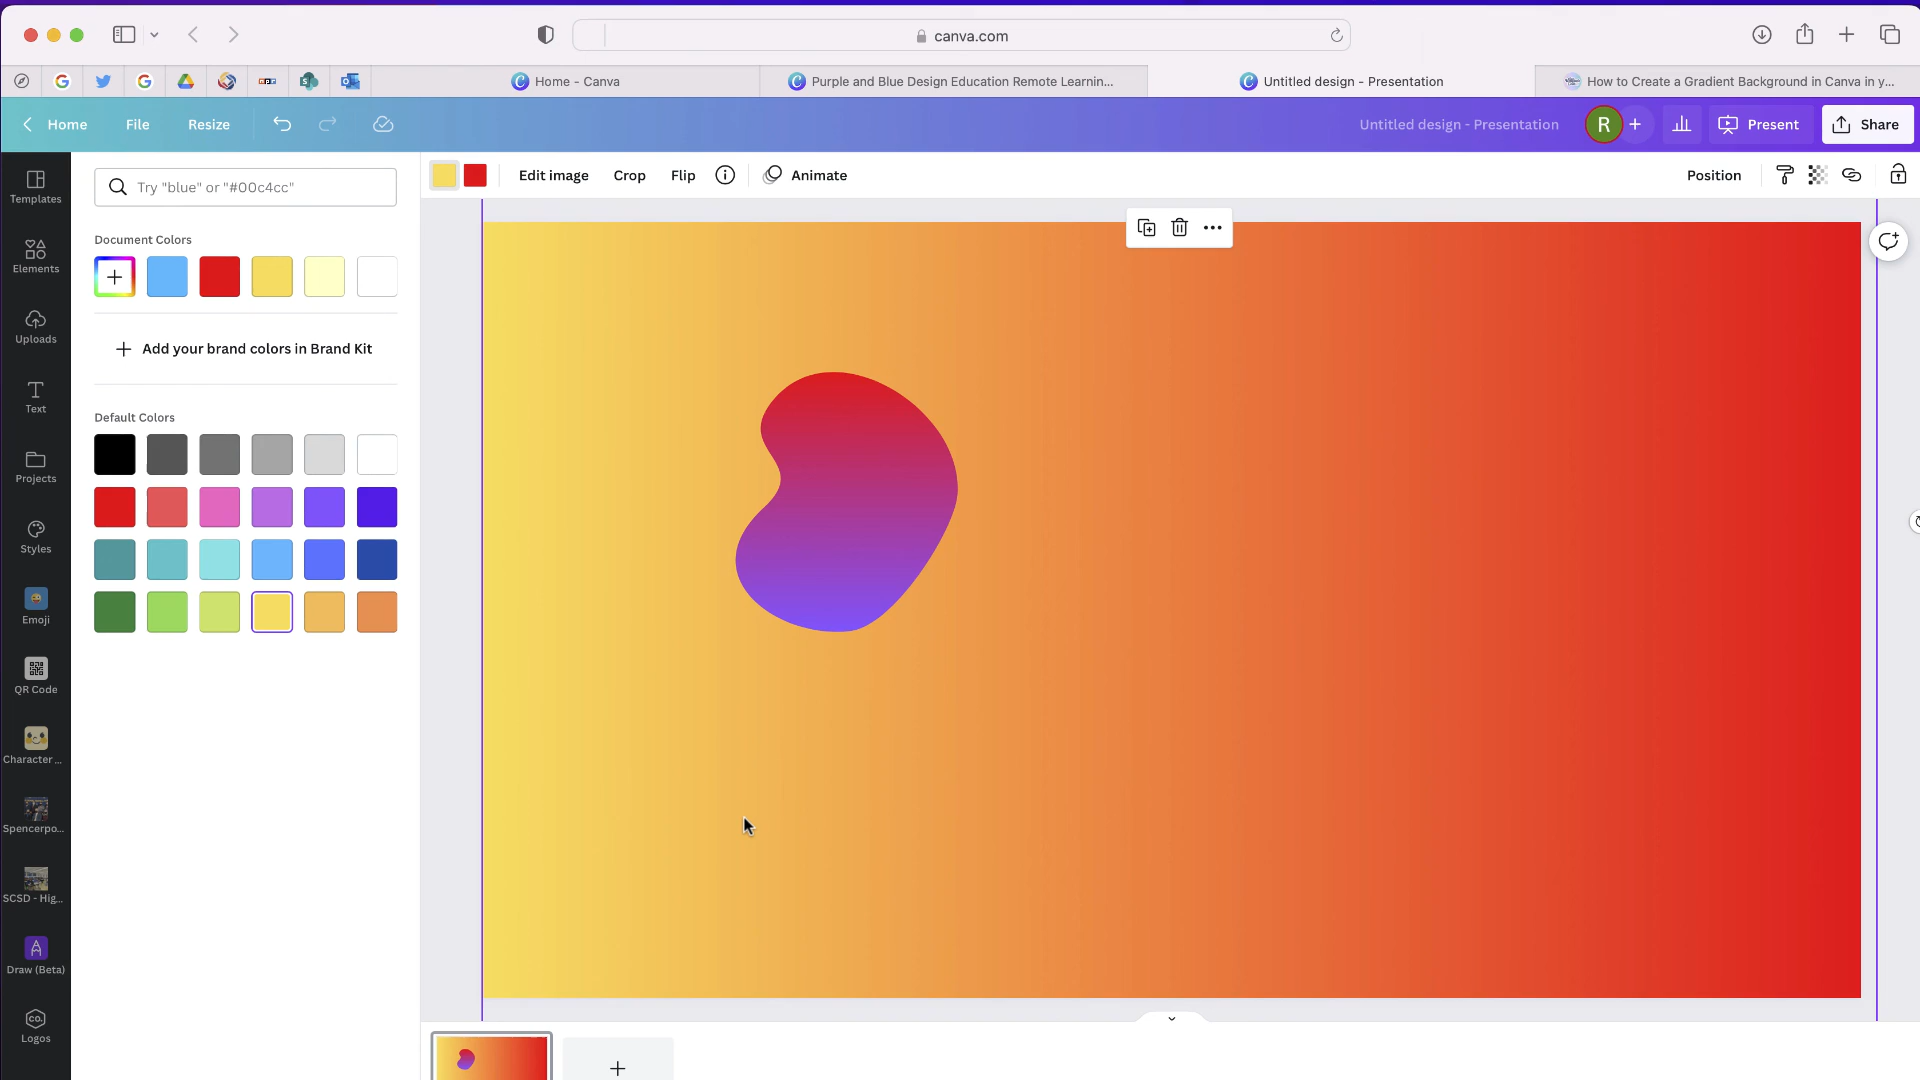 canva.com
Home - Canva
Purple and Blue Design Education Remote Learnin...
Untitled design - Presentation
How to Create a Gradient Background in Canva in y...
Home
File
Resize
Untitled design - Presentation
R
Present
Share
Templates
Elements
Uploads
Text
Projects
Styles
Emoji
QR Code
Character ...
Spencerpo...
SCSD - Hig...
Draw (Beta)
CO.
Logos
Try "blue" or "#00c4cc"
Document Colors
Add your brand colors in Brand Kit
Default Colors
Edit image
Crop
Flip
Animate
Position